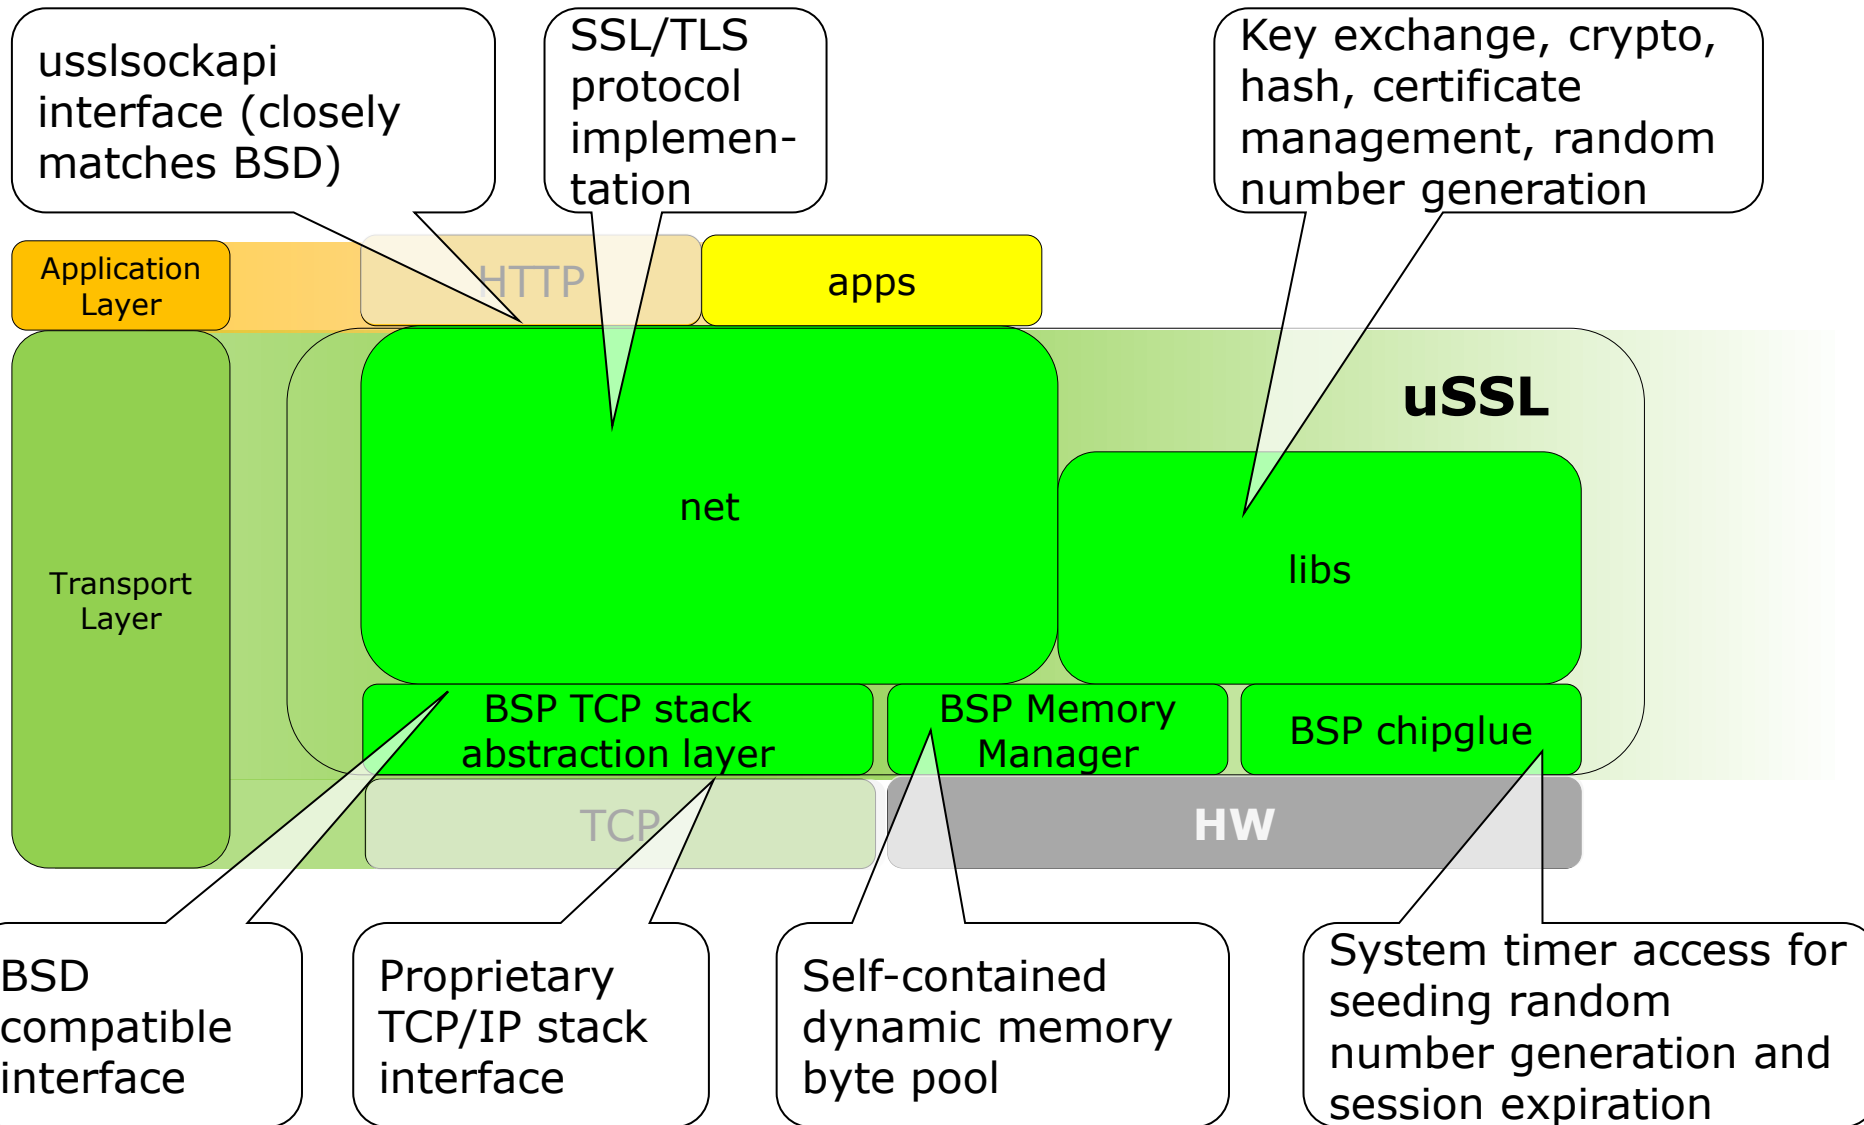 usslsockapi
interface (closely
matches BSD)
SSL/TLS
protocol
implemen-
tation
Key exchange, crypto,
hash, certificate
management, random
number generation
Application
Layer
HTTP
apps
uSSL
net
libs
Transport
Layer
BSP TCP stack
abstraction layer
BSP Memory
Manager
BSP chipglue
TCP
HW
BSD
compatible
interface
Proprietary
TCP/IP stack
interface
Self-contained
dynamic memory
byte pool
System timer access for
seeding random
number generation and
session expiration